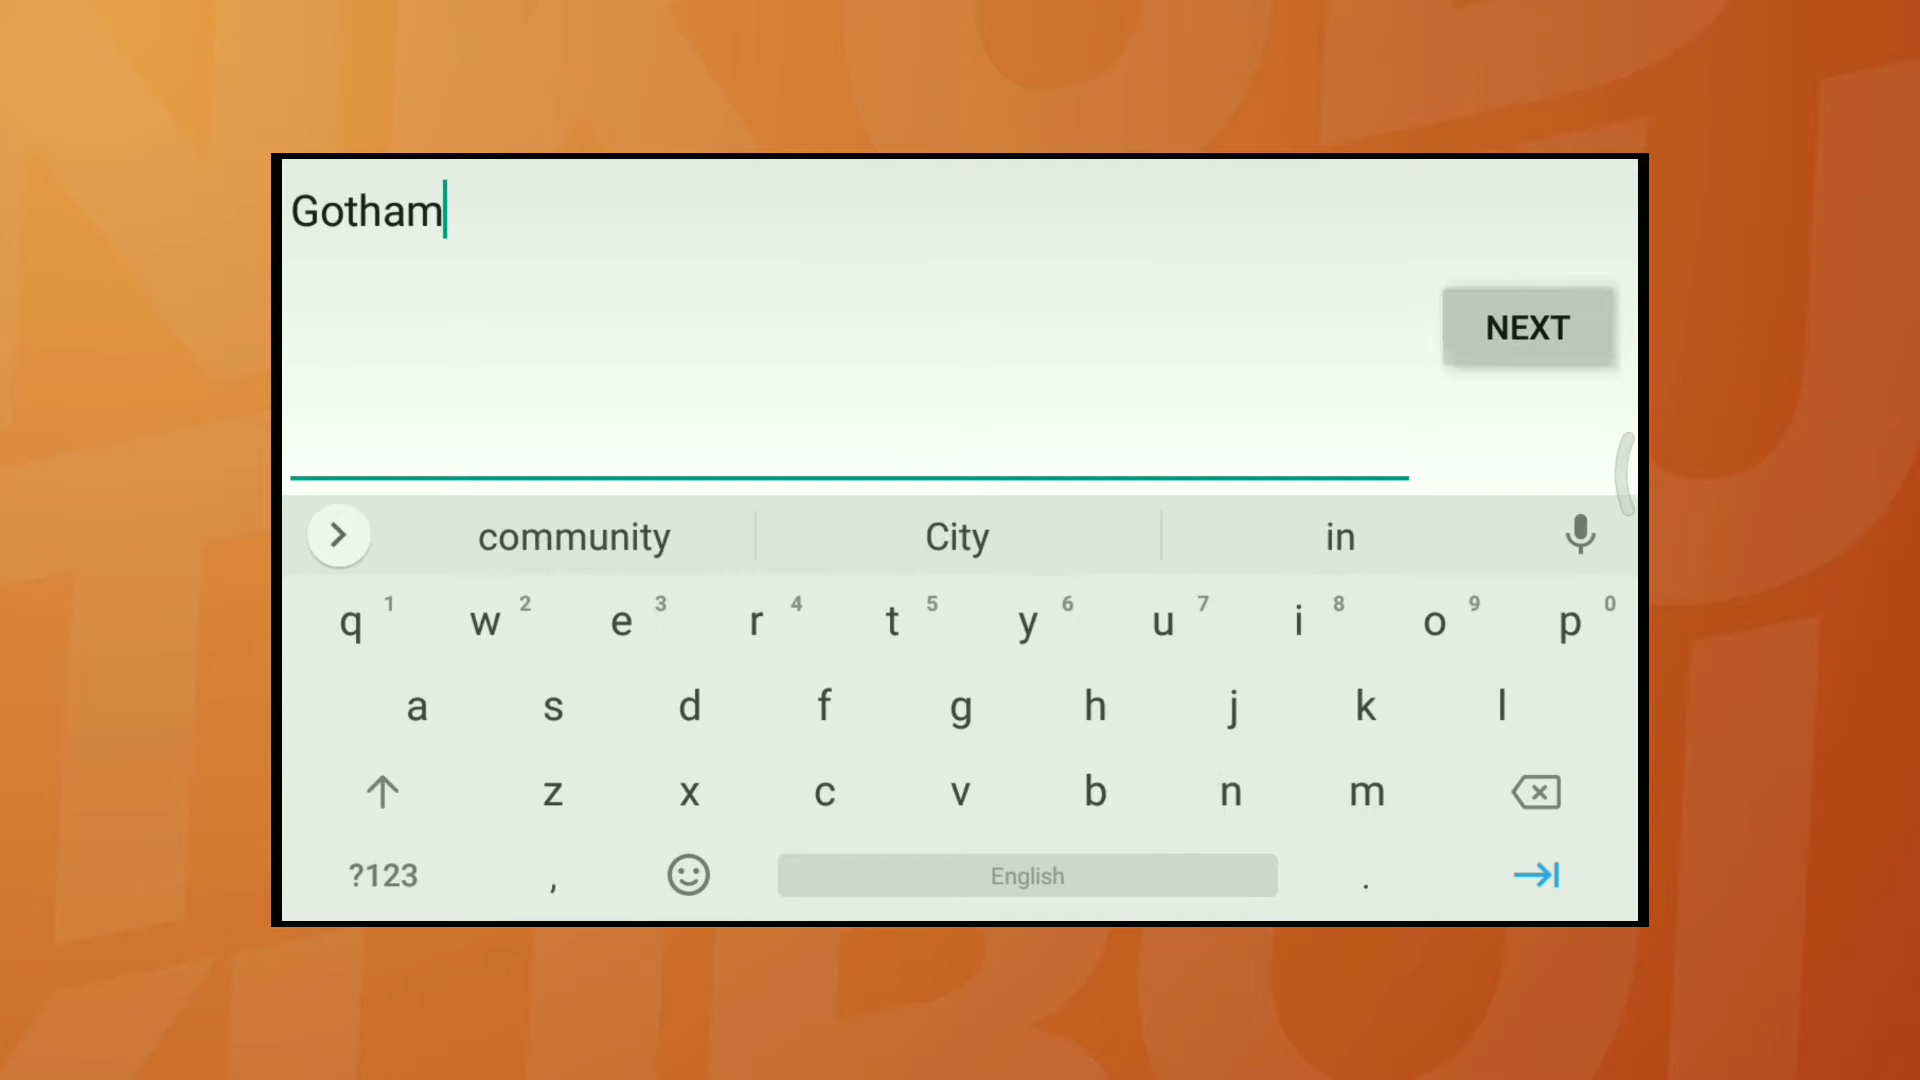 Gotham
NEXT
community City in
q 1 w 2 e 3 r 4 t 5 y 6 u 7 i 8 o 9 p 0
a s d f g h j k l
z x c v b n m
?123 , English .